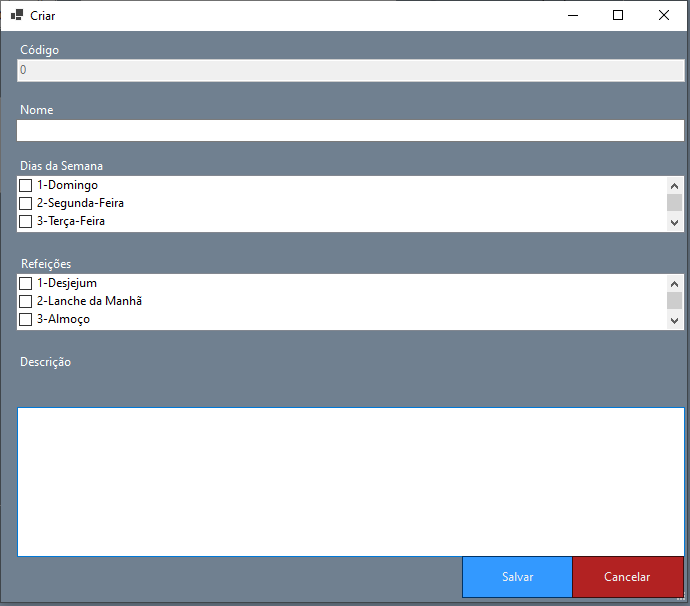 Criar
Código
0
Nome
Dias da Semana
1-Domingo
2-Segunda-Feira
3-Terça-Feira
Refeições
1-Desjejum
2-Lanche da Manhã
3-Almoço
Descrição
Salvar
Cancelar